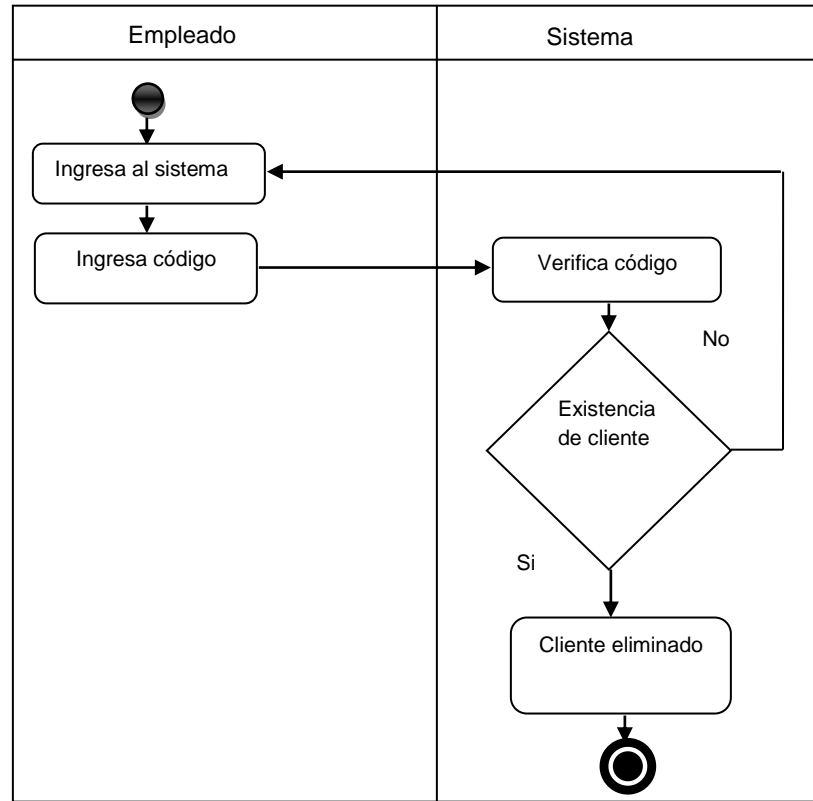 Empleado
Sistema
Ingresa al sistema
Ingresa código
Verifica código
No
Existencia
de cliente
Si
Cliente eliminado